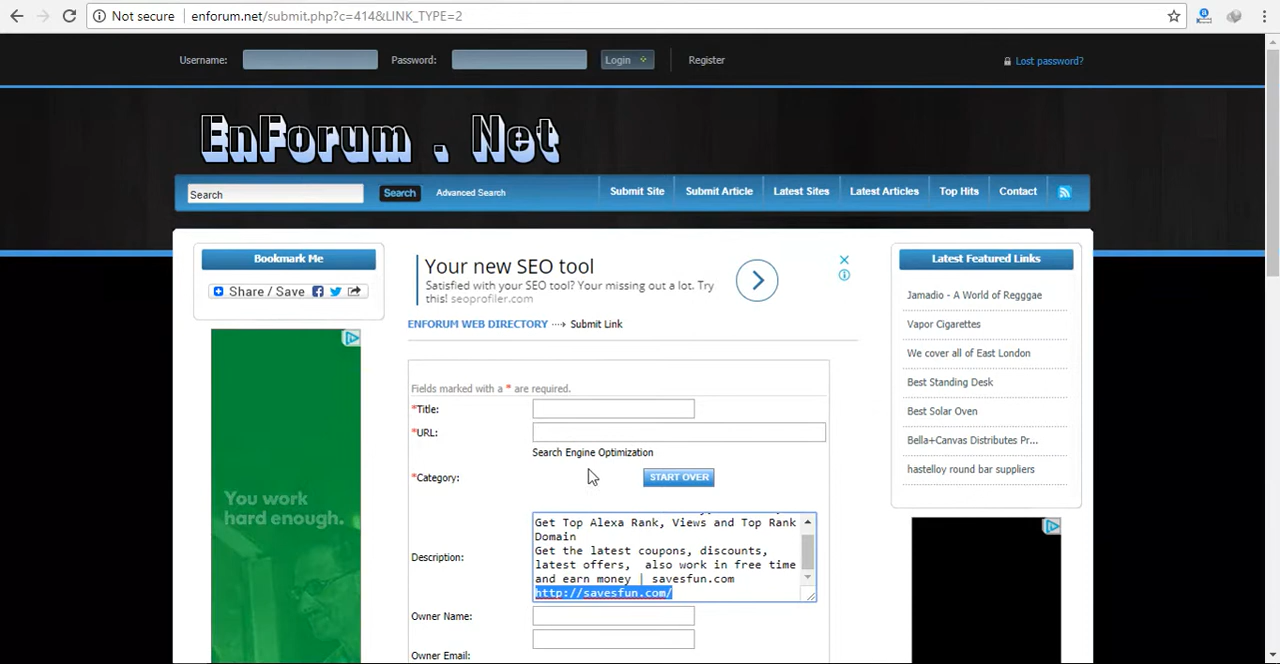 Not secure | enforum.net/submit.php?c=414&LINK_TYPE=2
Username: Password: Login Register Lost password?
EnForum . Net
Search Search Advanced Search Submit Site Submit Article Latest Sites Latest Articles Top Hits Contact
Bookmark Me
Share / Save
You work
hard enough.
Your new SEO tool
Satisfied with your SEO tool? Your missing out a lot. Try
this! seoprofiler.com
ENFORUM WEB DIRECTORY ···→ Submit Link
Fields marked with a * are required.
*Title:
*URL:
Search Engine Optimization
*Category: START OVER
Description:
Get Top Alexa Rank, Views and Top Rank
Domain
Get the latest coupons, discounts,
latest offers, also work in free time
and earn money | savesfun.com
http://savesfun.com/
Owner Name:
Owner Email:
Latest Featured Links
Jamadio - A World of Regggae
Vapor Cigarettes
We cover all of East London
Best Standing Desk
Best Solar Oven
Bella+Canvas Distributes Pr...
hastelloy round bar suppliers